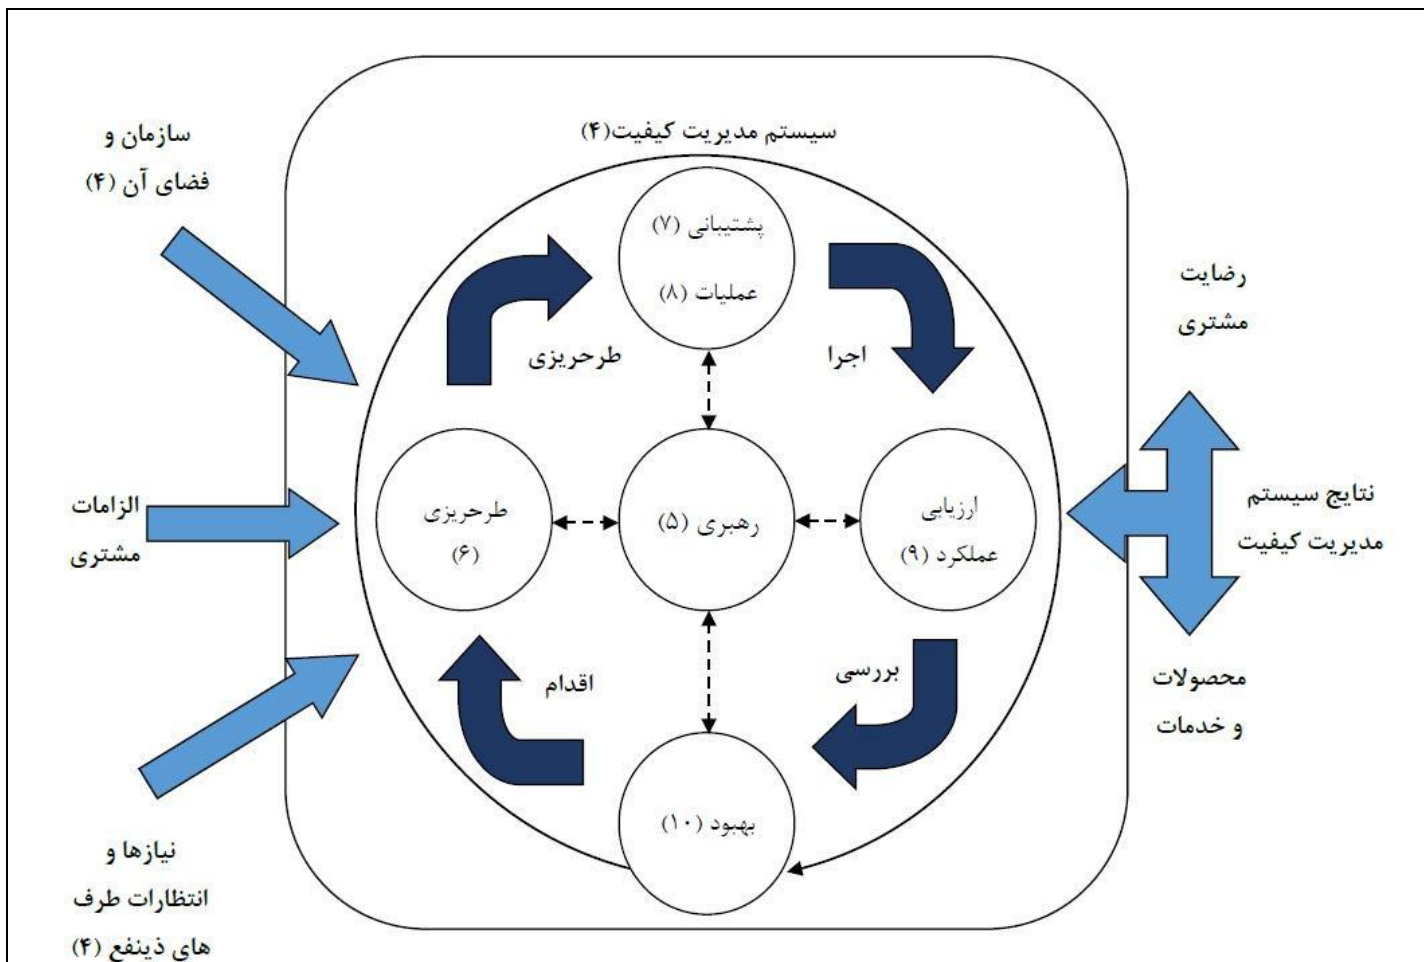 سیستم مدیریت کیفیت(۴)
سازمان و
فضای آن (۴)
پشتیبانی (۷)
عملیات (۸)
رضایت
مشتری
طرحریزی
اجرا
الزامات
مشتری
طرحریزی
(۶)
رهبری (۵)
ارزیابی
عملکرد (۹)
نتایج سیستم
مدیریت کیفیت
اقدام
بررسی
محصولات
و خدمات
بهبود (۱۰)
نیازها و
انتظارات طرف
های ذینفع (۴)